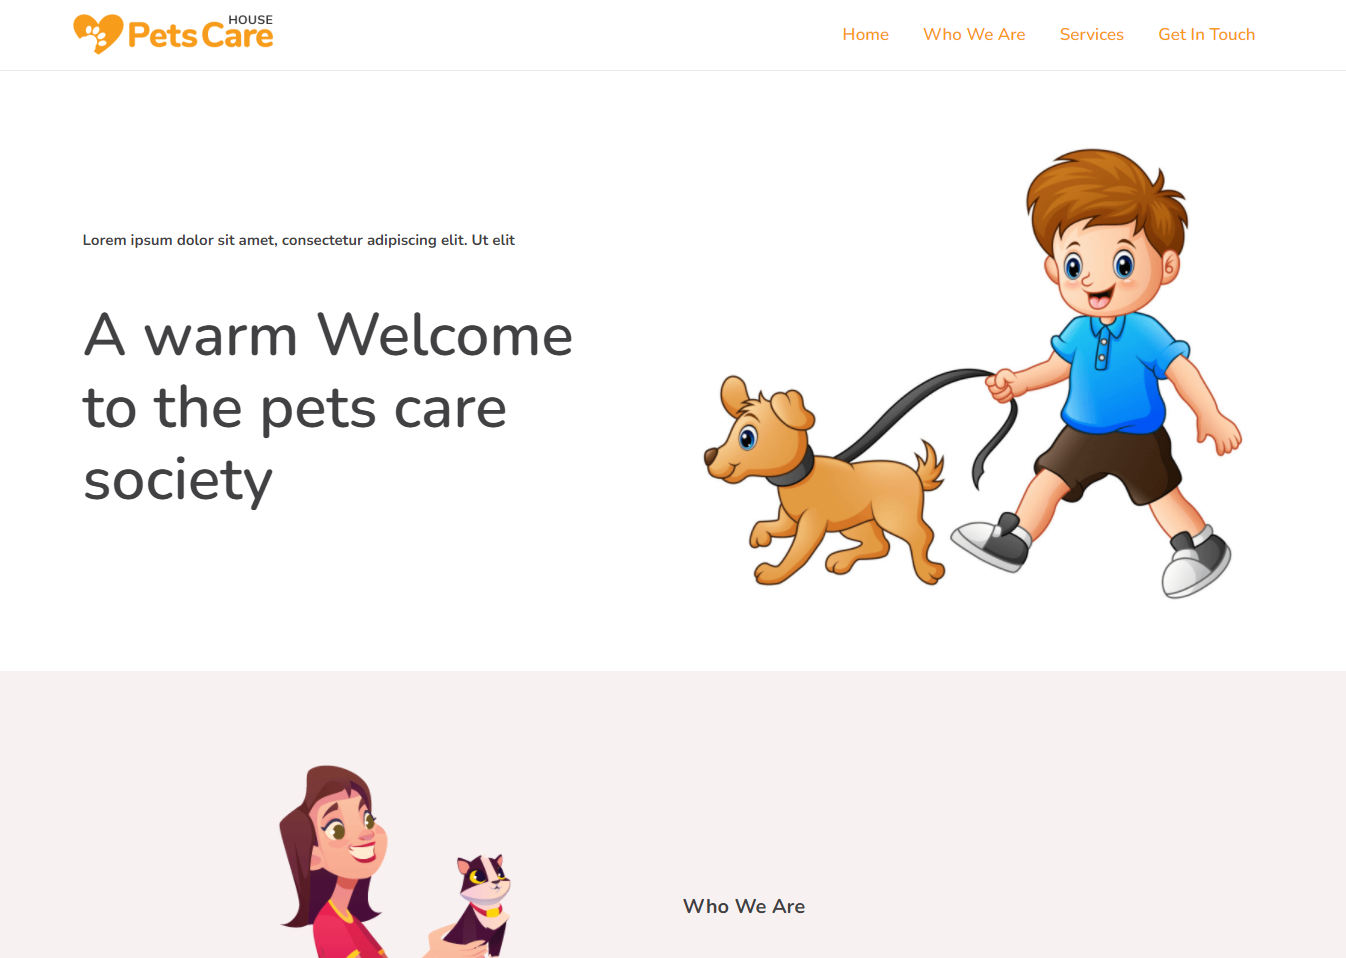 HOUSE
Pets Care
Home Who We Are Services Get In Touch
Lorem ipsum dolor sit amet, consectetur adipiscing elit. Ut elit
A warm Welcome
to the pets care
society
Who We Are